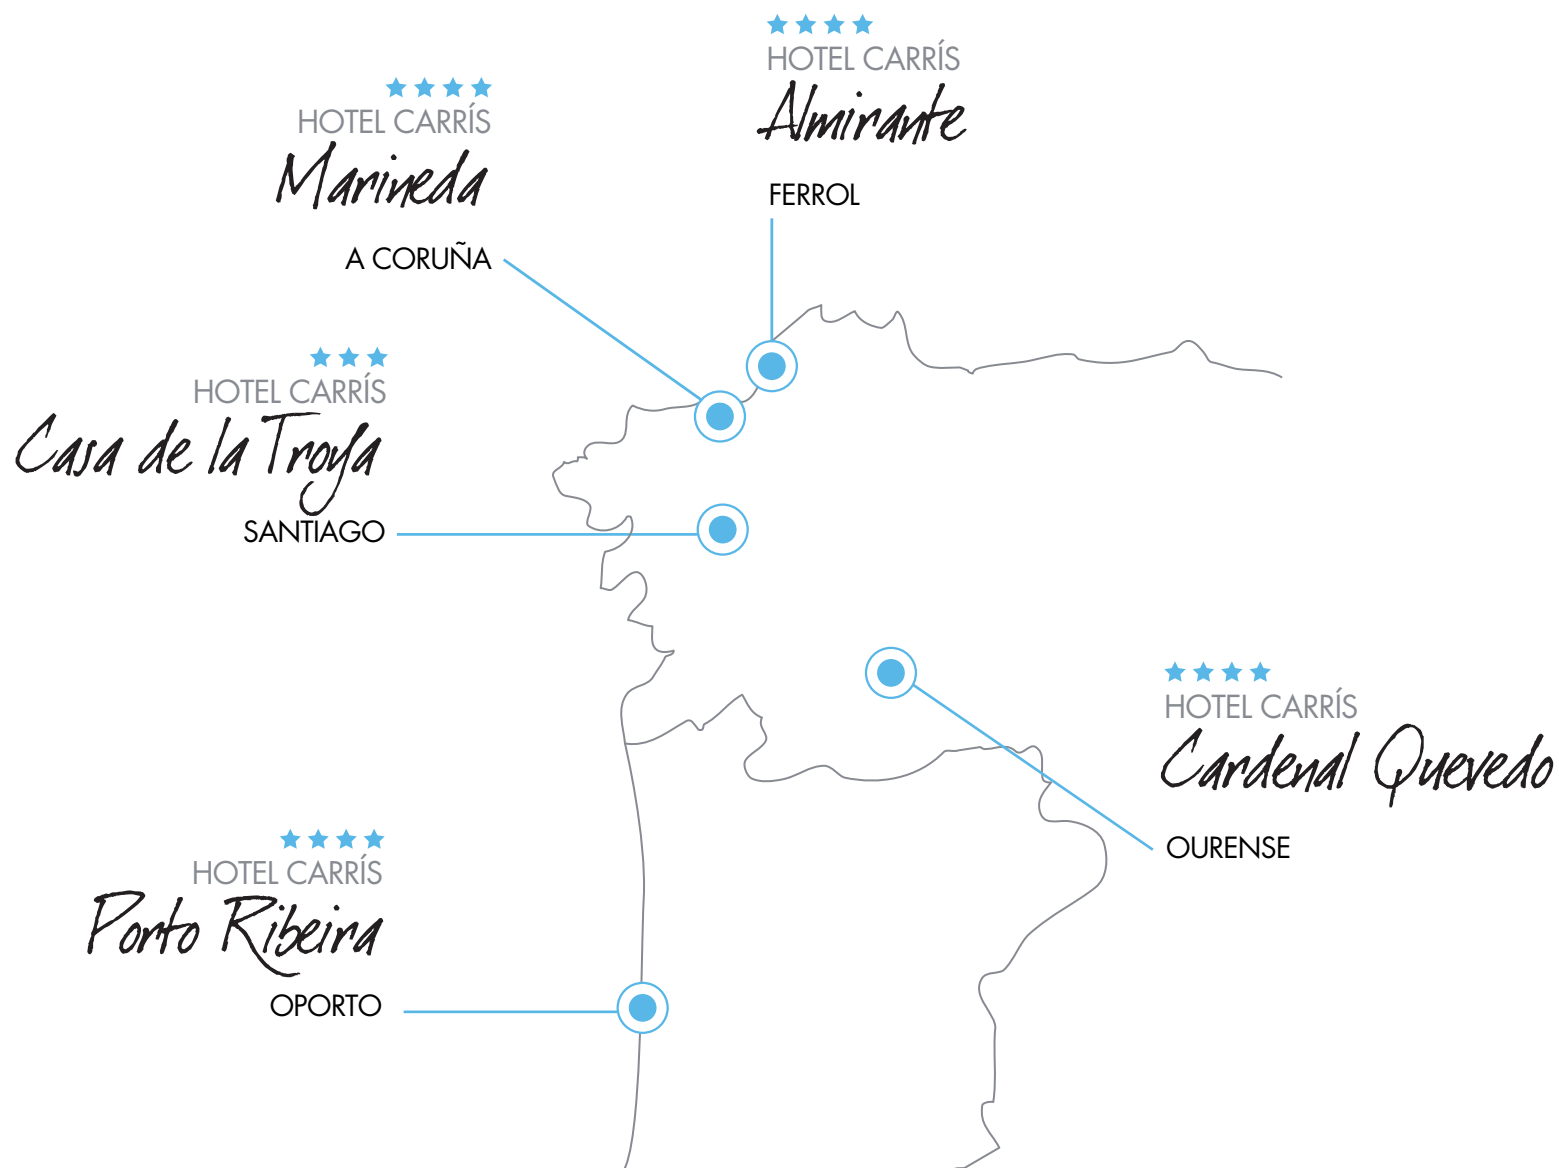 HOTEL CARRÍS
Almirante
FERROL
HOTEL CARRÍS
Marineda
A CORUÑA
HOTEL CARRÍS
Casa de la Troya
SANTIAGO
HOTEL CARRÍS
Cardenal Quevedo
OURENSE
HOTEL CARRÍS
Porto Ribeira
OPORTO